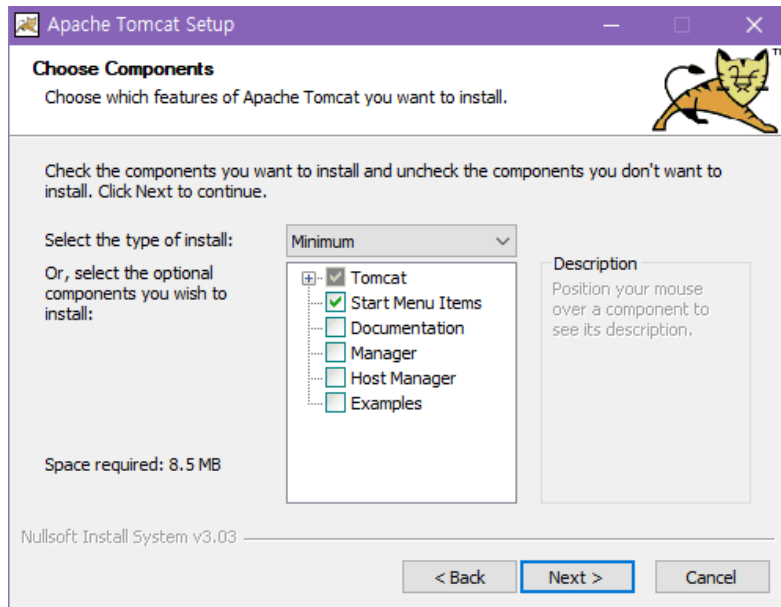 Apache Tomcat Setup
TM
Choose Components
Choose which features of Apache Tomcat you want to install.
Check the components you want to install and uncheck the components you don't want to
install. Click Next to continue.
Select the type of install:
Minimum
Or, select the optional
components you wish to
install:
Tomcat
Start Menu Items
Documentation
Manager
Host Manager
Examples
Description
Position your mouse
over a component to
see its description.
Space required: 8.5 MB
Nullsoft Install System v3.03
< Back
Next >
Cancel